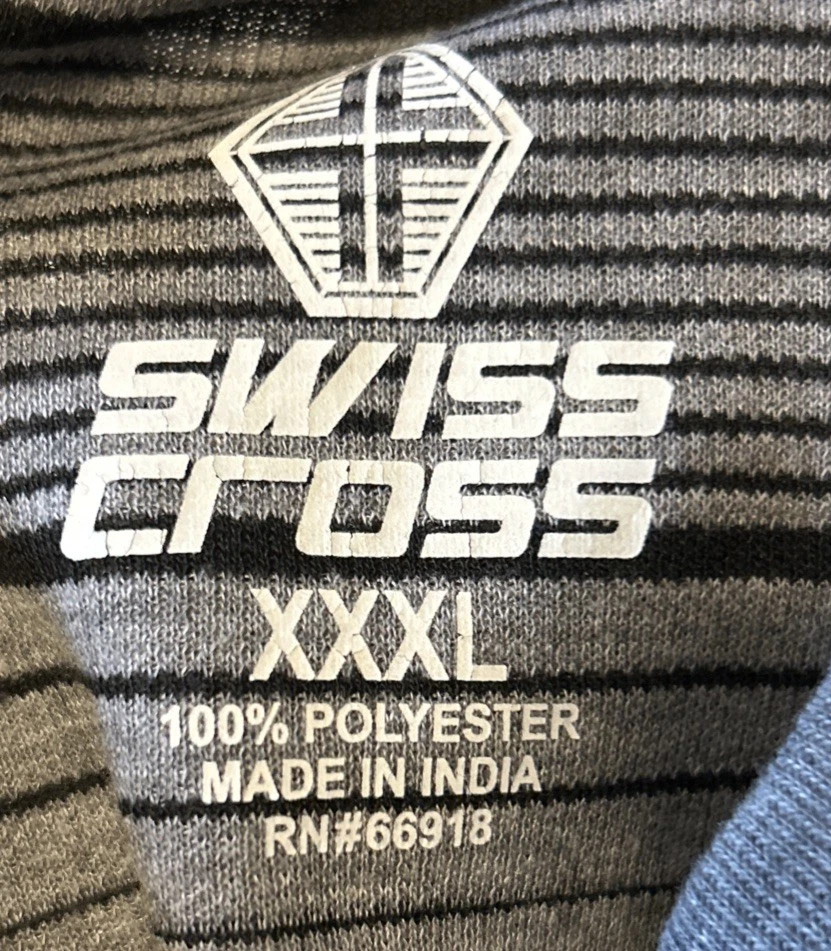 SWISS
CROSS
XXXL
100% POLYESTER
MADE IN INDIA
RN#66918